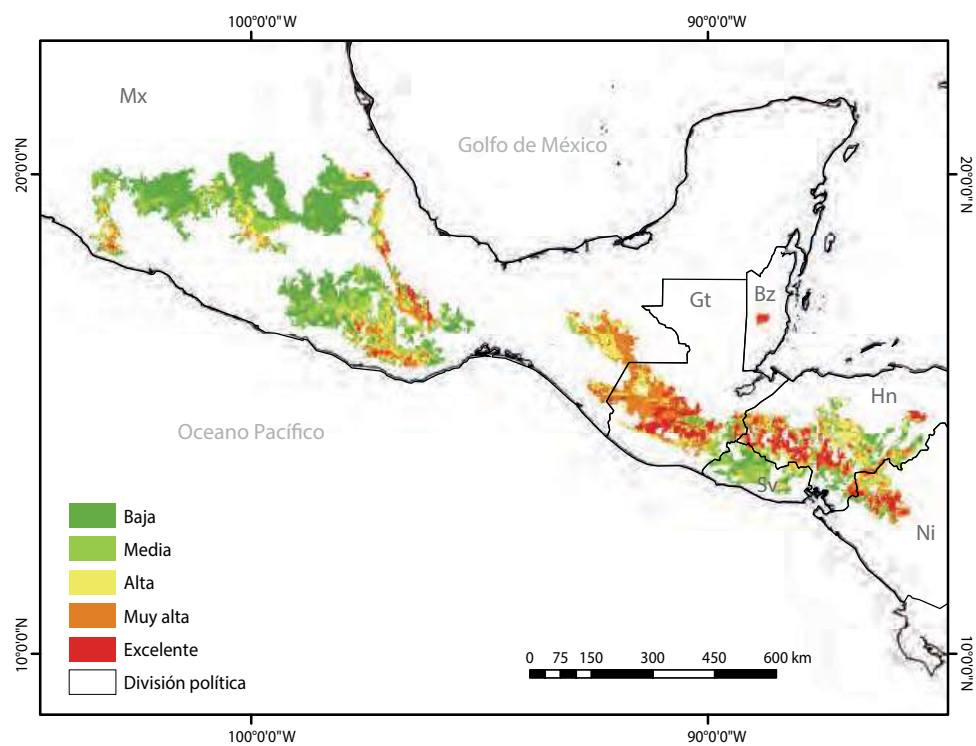 100°0'0"W 90°0'0"W
Mx
Golfo de México
20°0'0"N 20°0'0"N
Gt Bz
Hn
Oceano Pacífico
Sv
Ni
Baja
Media
Alta
Muy alta
Excelente
División política
0 75 150 300 450 600 km
10°0'0"N 10°0'0"N
100°0'0"W 90°0'0"W